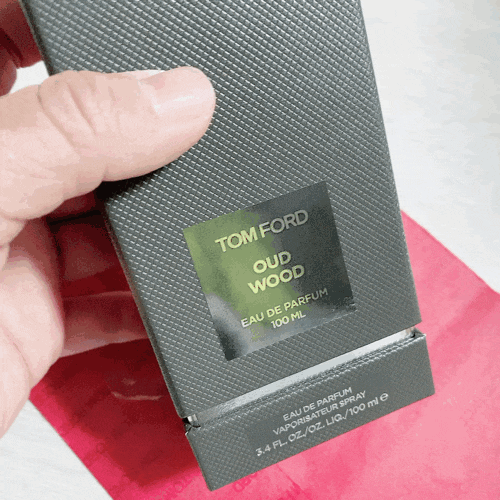 TOM FORD
OUD
WOOD
EAU DE PARFUM
100 ML
EAU DE PARFUM
VAPORISATEUR SPRAY
3.4 FL. OZ./OZ. LIQ./100 ml ℮